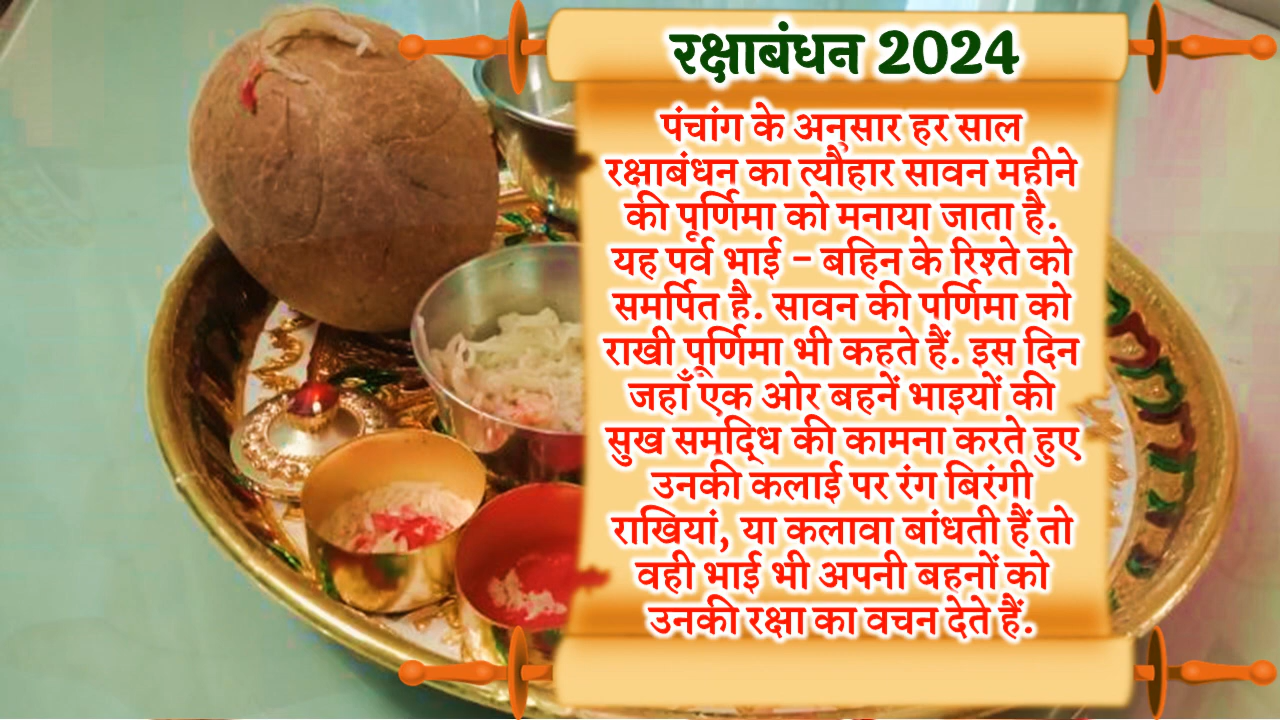 रक्षाबंधन 2024
पंचांग के अनुसार हर साल
रक्षाबंधन का त्यौहार सावन महीने
की पूर्णिमा को मनाया जाता है.
यह पर्व भाई - बहिन के रिश्ते को
समर्पित है. सावन की पर्णिमा को
राखी पूर्णिमा भी कहते हैं. इस दिन
जहाँ एक ओर बहनें भाइयों की
सुख समृद्धि की कामना करते हुए
उनकी कलाई पर रंग बिरंगी
राखियां, या कलावा बांधती हैं तो
वही भाई भी अपनी बहनों को
उनकी रक्षा का वचन देते हैं.